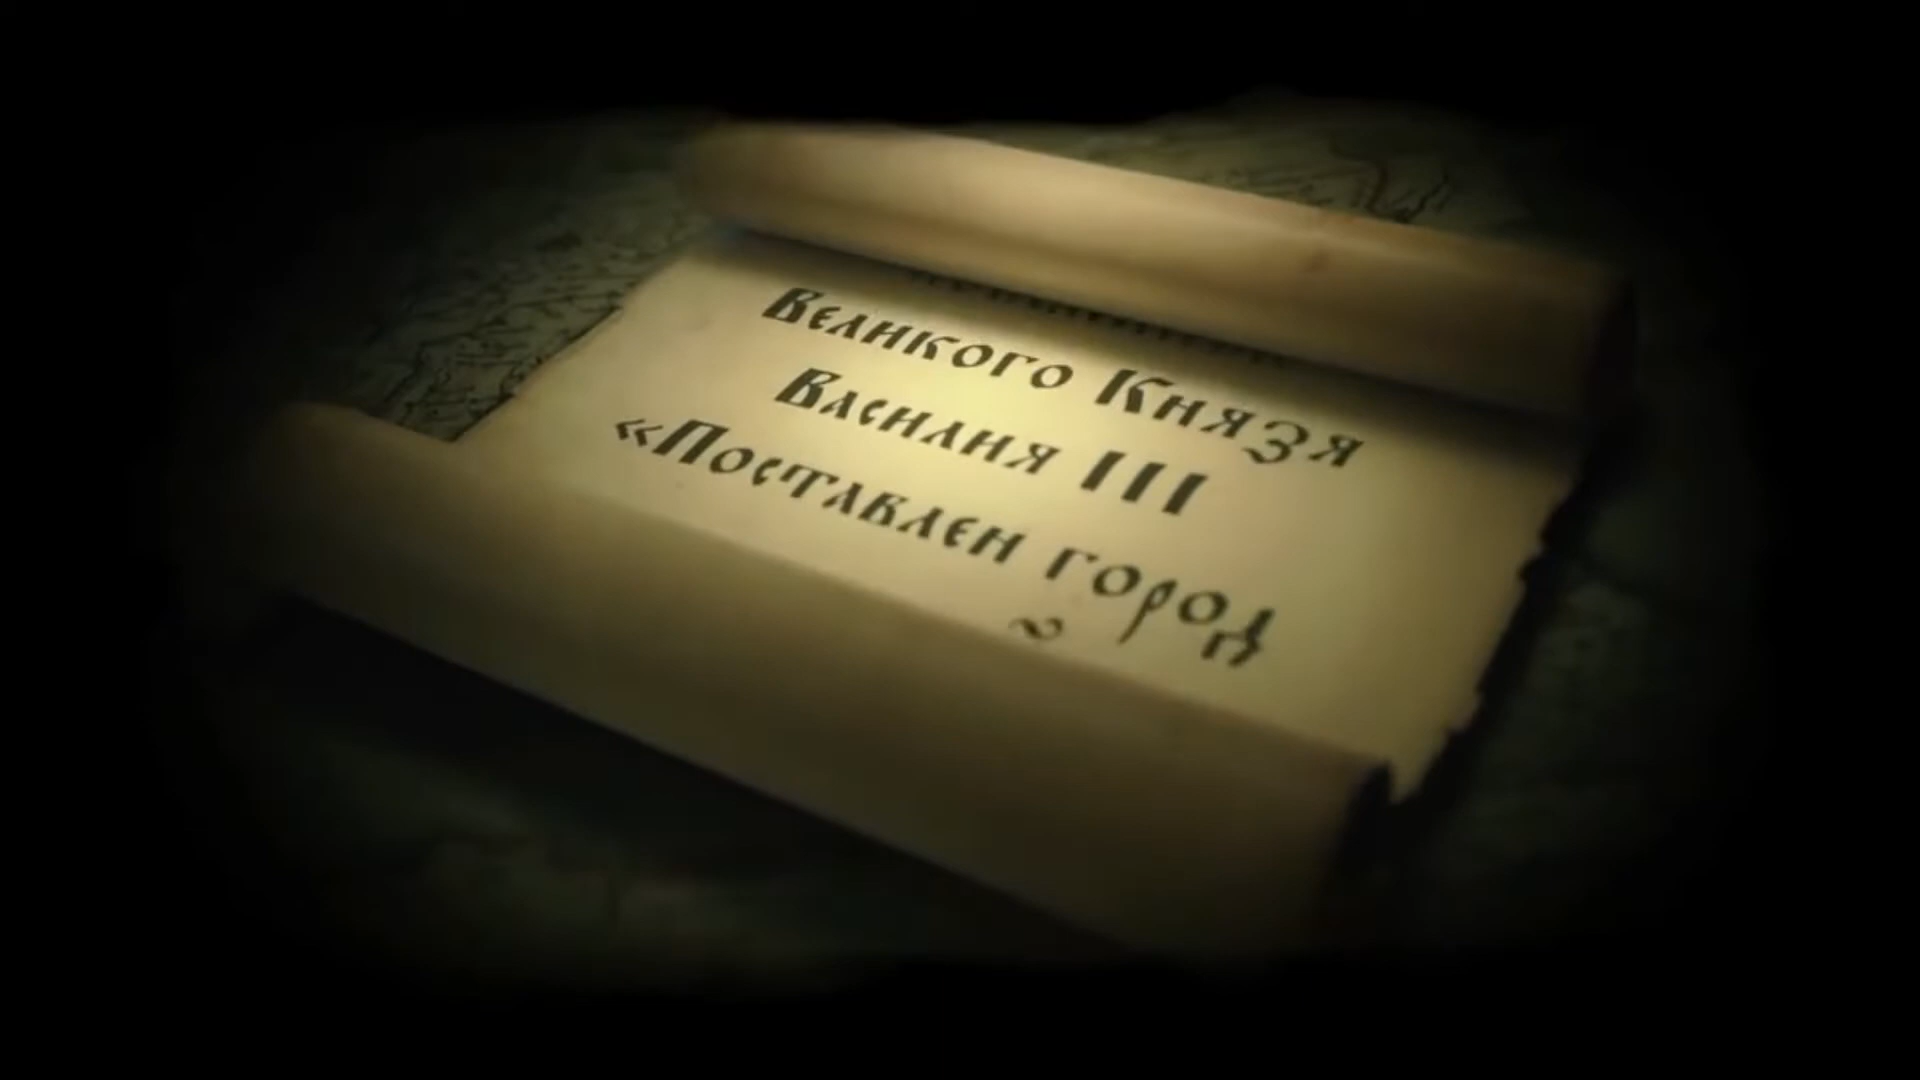 Великого Князя
Василия III
«Поставлен город